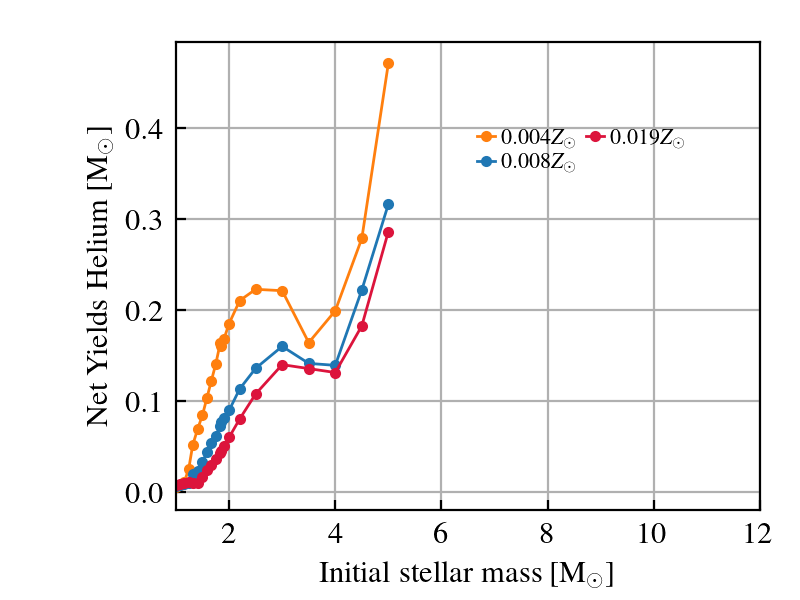 Net Yields Helium [M☉]
0.4
0.3
0.2
0.1
0.0
0.004Z☉ 0.019Z☉
0.008Z☉
2 4 6 8 10 12
Initial stellar mass [M☉]